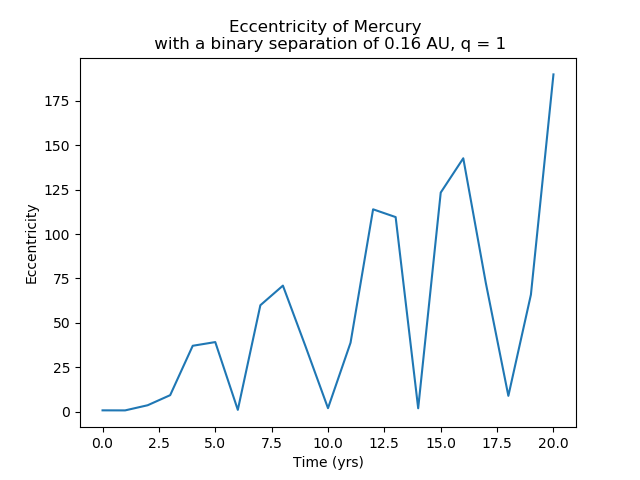 Eccentricity of Mercury
with a binary separation of 0.16 AU, q = 1
175
150
125
100
75
50
25
0
Eccentricity
0.0 2.5 5.0 7.5 10.0 12.5 15.0 17.5 20.0
Time (yrs)